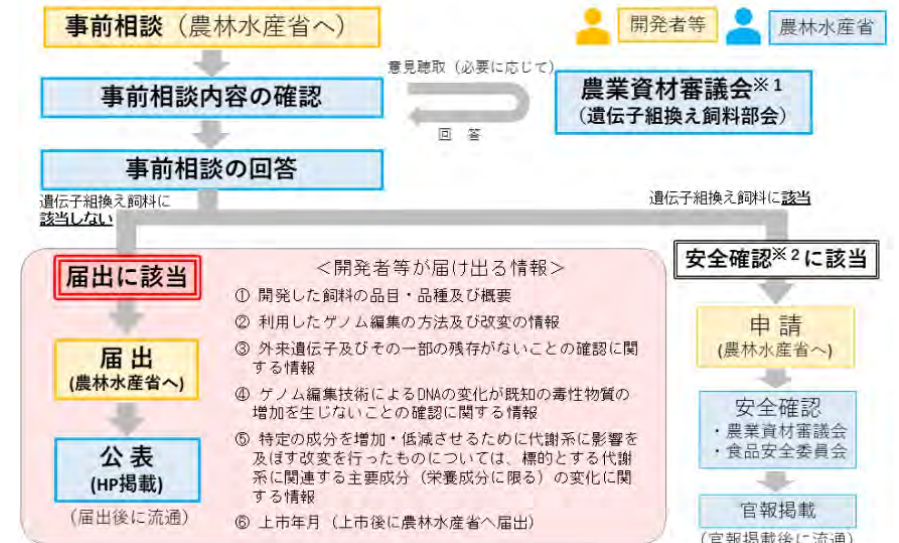 事前相談（農林水産省へ）
開発者等
農林水産省
事前相談内容の確認
意見聴取（必要に応じて）
回　答
農業資材審議会※１
（遺伝子組換え飼料部会）
事前相談の回答
遺伝子組換え飼料に
該当しない
遺伝子組換え飼料に該当
届出に該当
届 出
(農林水産省へ)
公 表
(HP掲載)
(届出後に流通)
＜開発者等が届け出る情報＞
① 開発した飼料の品目・品種及び概要
② 利用したゲノム編集の方法及び改変の情報
③ 外来遺伝子及びその一部の残存がないことの確認に関
する情報
④ ゲノム編集技術によるDNAの変化が既知の毒性物質の
増加を生じないことの確認に関する情報
⑤ 特定の成分を増加・低減させるために代謝系に影響を
及ぼす改変を行ったものについては、標的とする代謝
系に関連する主要成分（栄養成分に限る）の変化に関
する情報
⑥ 上市年月（上市後に農林水産省へ届出）
安全確認※２に該当
申 請
(農林水産省へ)
安全確認
・農業資材審議会
・食品安全委員会
官報掲載
(官報掲載後に流通)